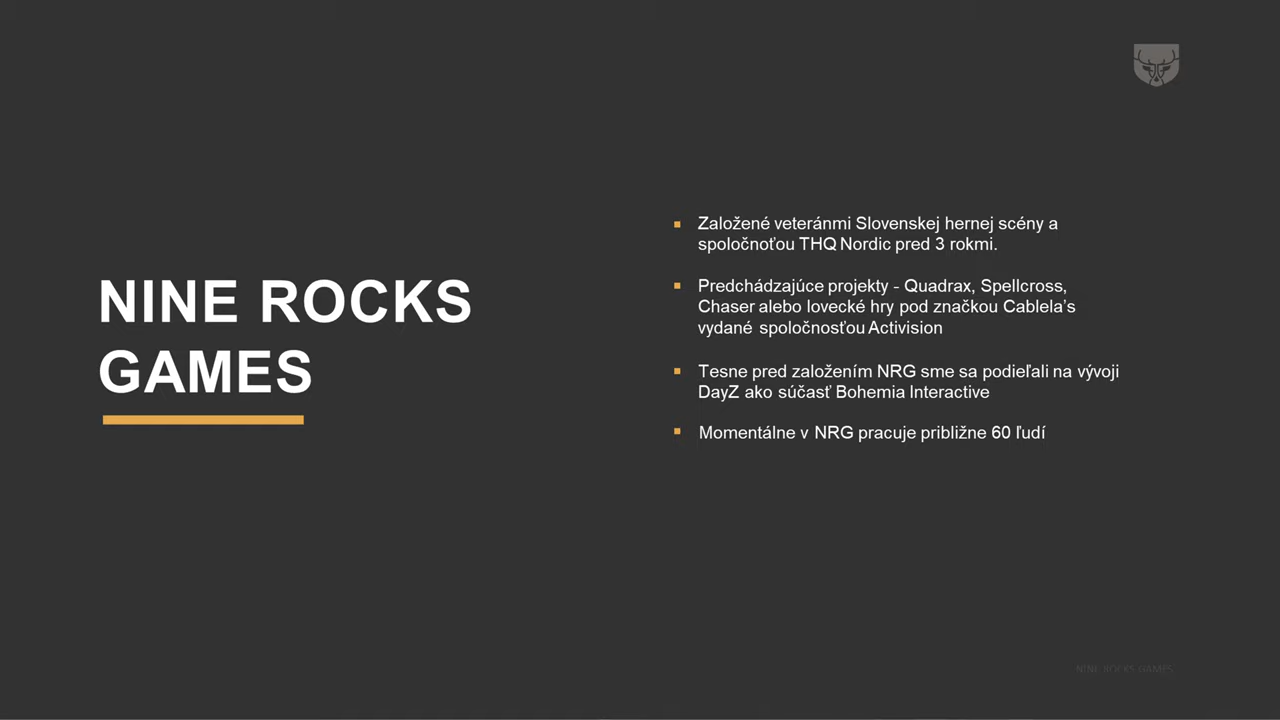 NINE ROCKS
GAMES
Založené veteránmi Slovenskej hernej scény a
spoločnoťou THQ Nordic pred 3 rokmi.
Predchádzajúce projekty - Quadrax, Spellcross,
Chaser alebo lovecké hry pod značkou Cablela’s
vydané spoločnosťou Activision
Tesne pred založením NRG sme sa podieľali na vývoji
DayZ ako súčasť Bohemia Interactive
Momentálne v NRG pracuje približne 60 ľudí
NINE ROCKS GAMES